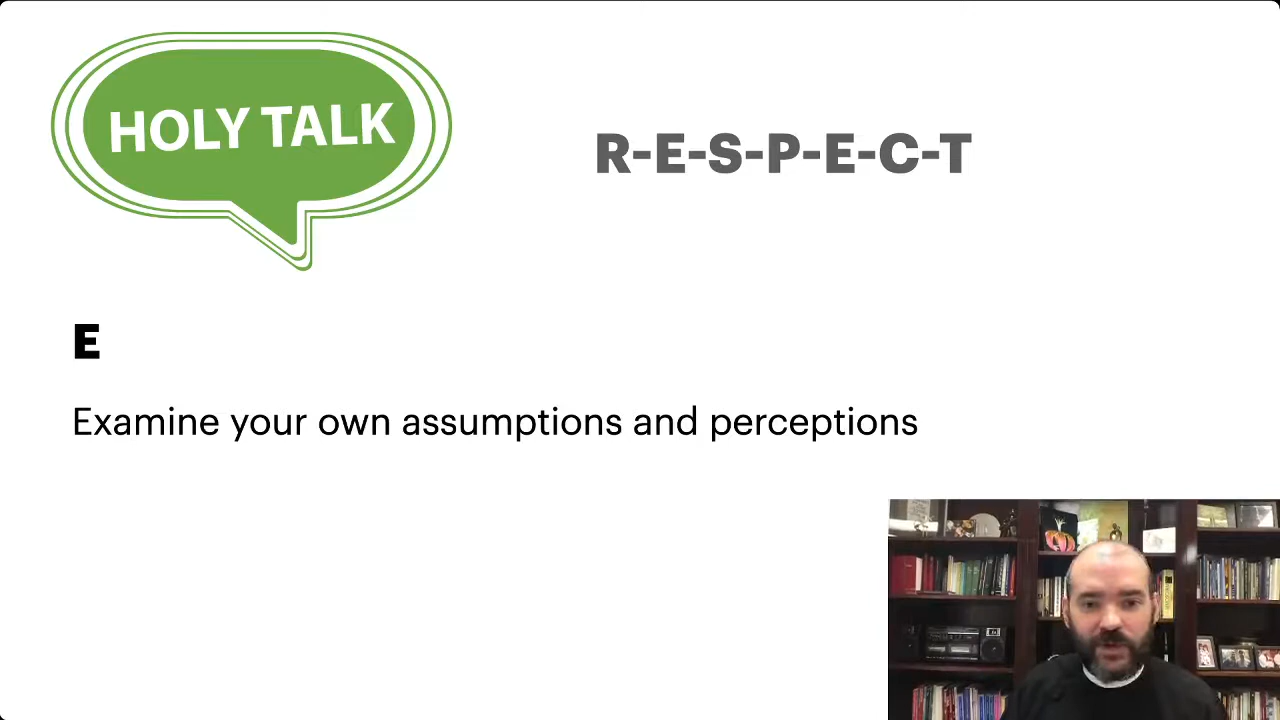 HOLY TALK
R-E-S-P-E-C-T
E
Examine your own assumptions and perceptions